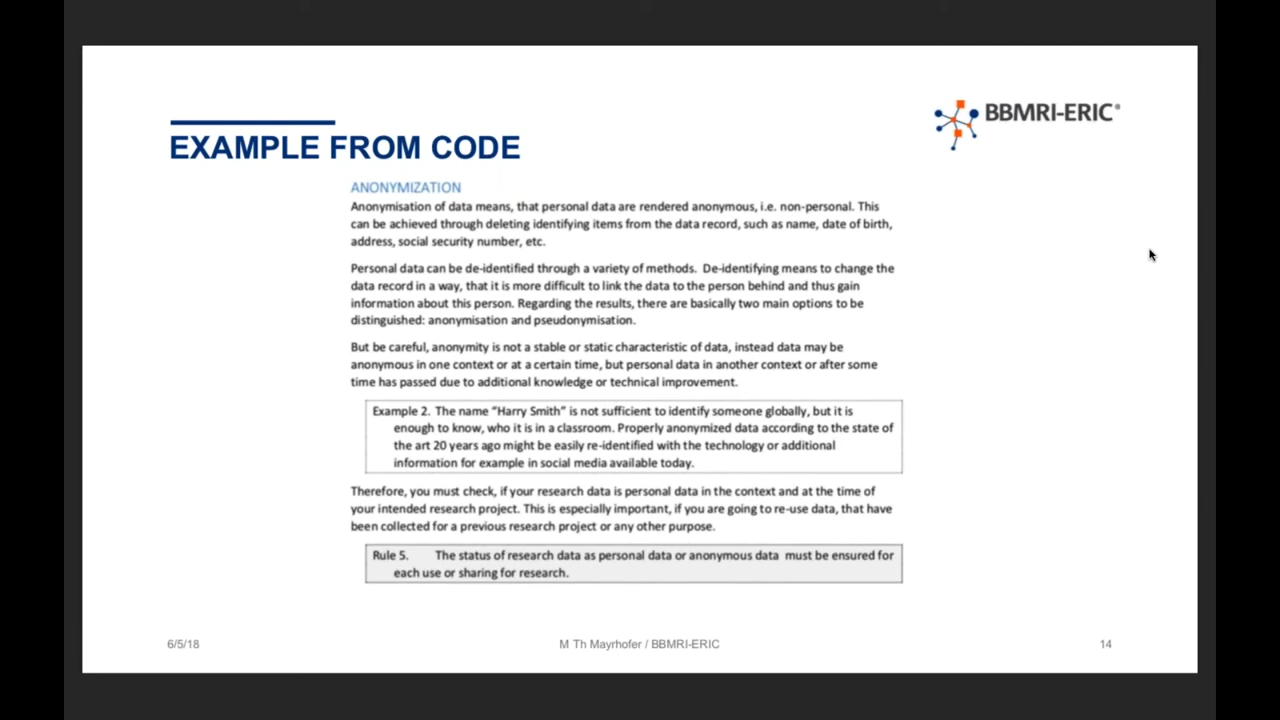 BBMRI-ERIC®
EXAMPLE FROM CODE
ANONYMIZATION
Anonymisation of data means, that personal data are rendered anonymous, i.e. non-personal. This
can be achieved through deleting identifying items from the data record, such as name, date of birth,
address, social security number, etc.
Personal data can be de-identified through a variety of methods. De-identifying means to change the
data record in a way, that it is more difficult to link the data to the person behind and thus gain
information about this person. Regarding the results, there are basically two main options to be
distinguished: anonymisation and pseudonymisation.
But be careful, anonymity is not a stable or static characteristic of data, instead data may be
anonymous in one context or at a certain time, but personal data in another context or after some
time has passed due to additional knowledge or technical improvement.
Example 2. The name “Harry Smith” is not sufficient to identify someone globally, but it is
enough to know, who it is in a classroom. Properly anonymized data according to the state of
the art 20 years ago might be easily re-identified with the technology or additional
information for example in social media available today.
Therefore, you must check, if your research data is personal data in the context and at the time of
your intended research project. This is especially important, if you are going to re-use data, that have
been collected for a previous research project or any other purpose.
Rule 5. The status of research data as personal data or anonymous data must be ensured for
each use or sharing for research.
6/5/18
M Th Mayrhofer / BBMRI-ERIC
14